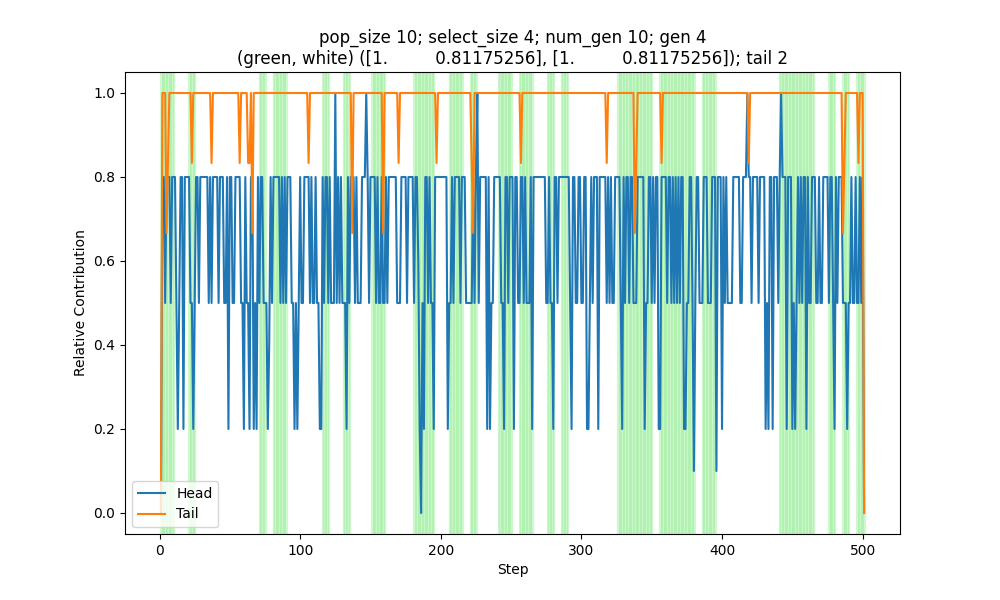 pop_size 10; select_size 4; num_gen 10; gen 4
(green, white) ([1.         0.81175256], [1.         0.81175256]); tail 2
Relative Contribution
1.0
0.8
0.6
0.4
0.2
0.0
Head
Tail
0
100
200
300
400
500
Step